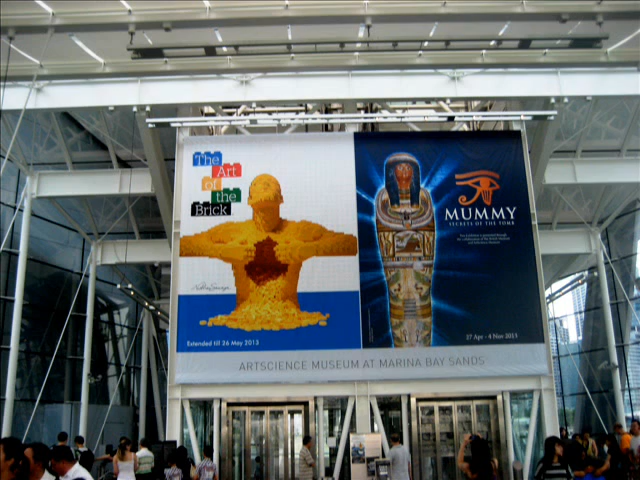 The
Art
of
the
Brick
Extended till 26 May 2013
MUMMY
SECRETS OF THE TOMB
27 Apr - 4 Nov 2013
ARTSCIENCE MUSEUM AT MARINA BAY SANDS